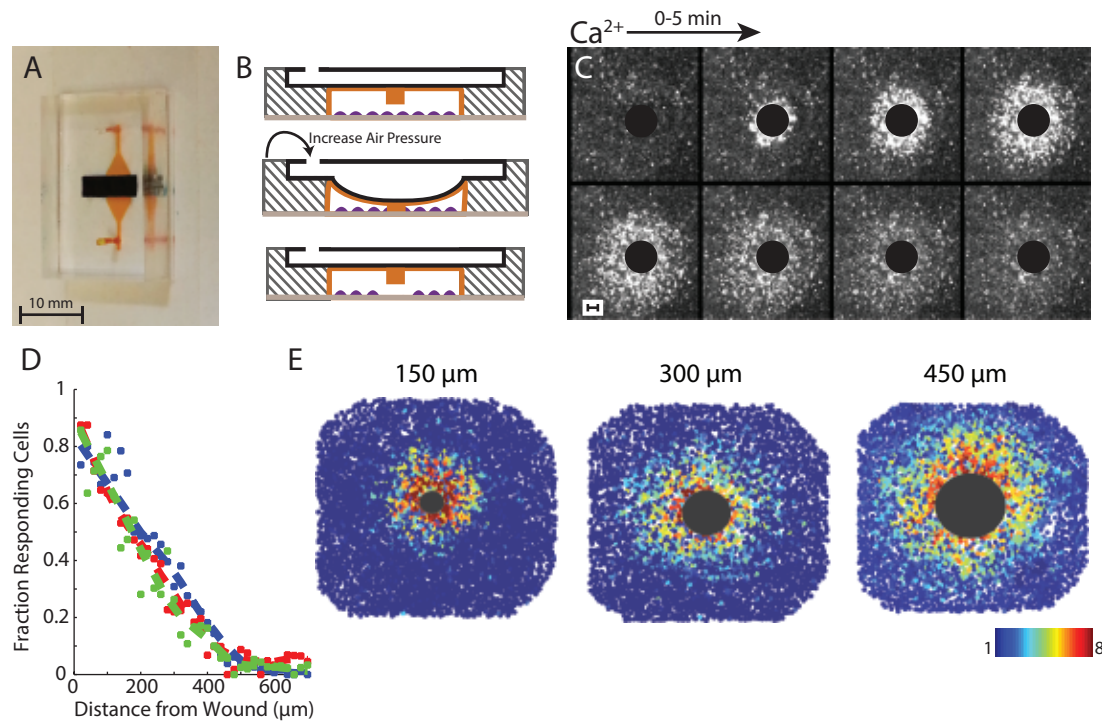 A
10 mm
B
Increase Air Pressure
Ca²⁺ 0-5 min
C
D
1
0.8
0.6
0.4
0.2
0
0 200 400 600
Fraction Responding Cells
Distance from Wound (μm)
E
150 μm 300 μm 450 μm
1 8